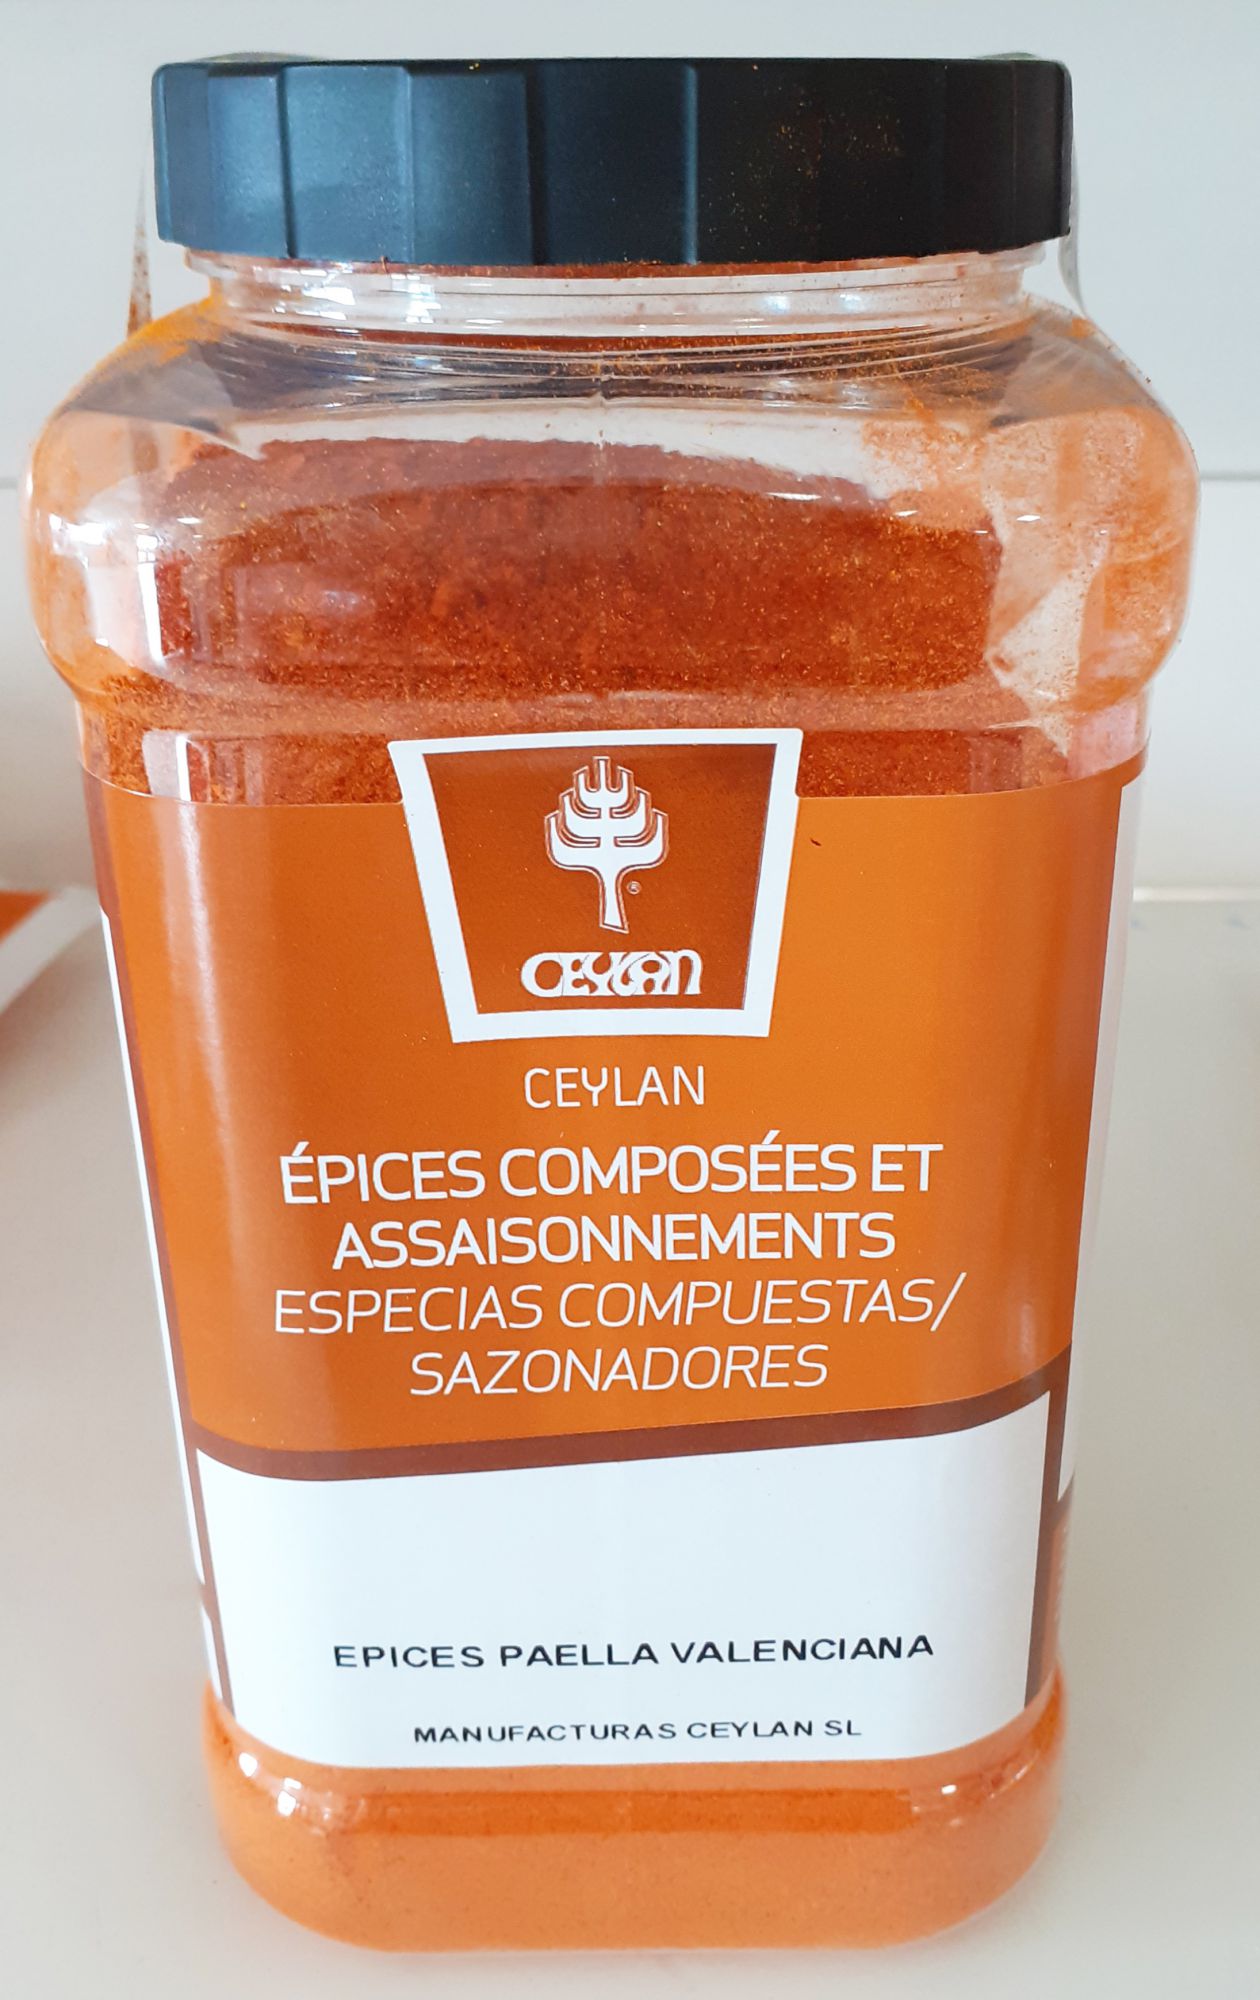 ®
CEYLAN
CEYLAN
ÉPICES COMPOSÉES ET
ASSAISONNEMENTS
ESPECIAS COMPUESTAS/
SAZONADORES
EPICES PAELLA VALENCIANA
MANUFACTURAS CEYLAN SL